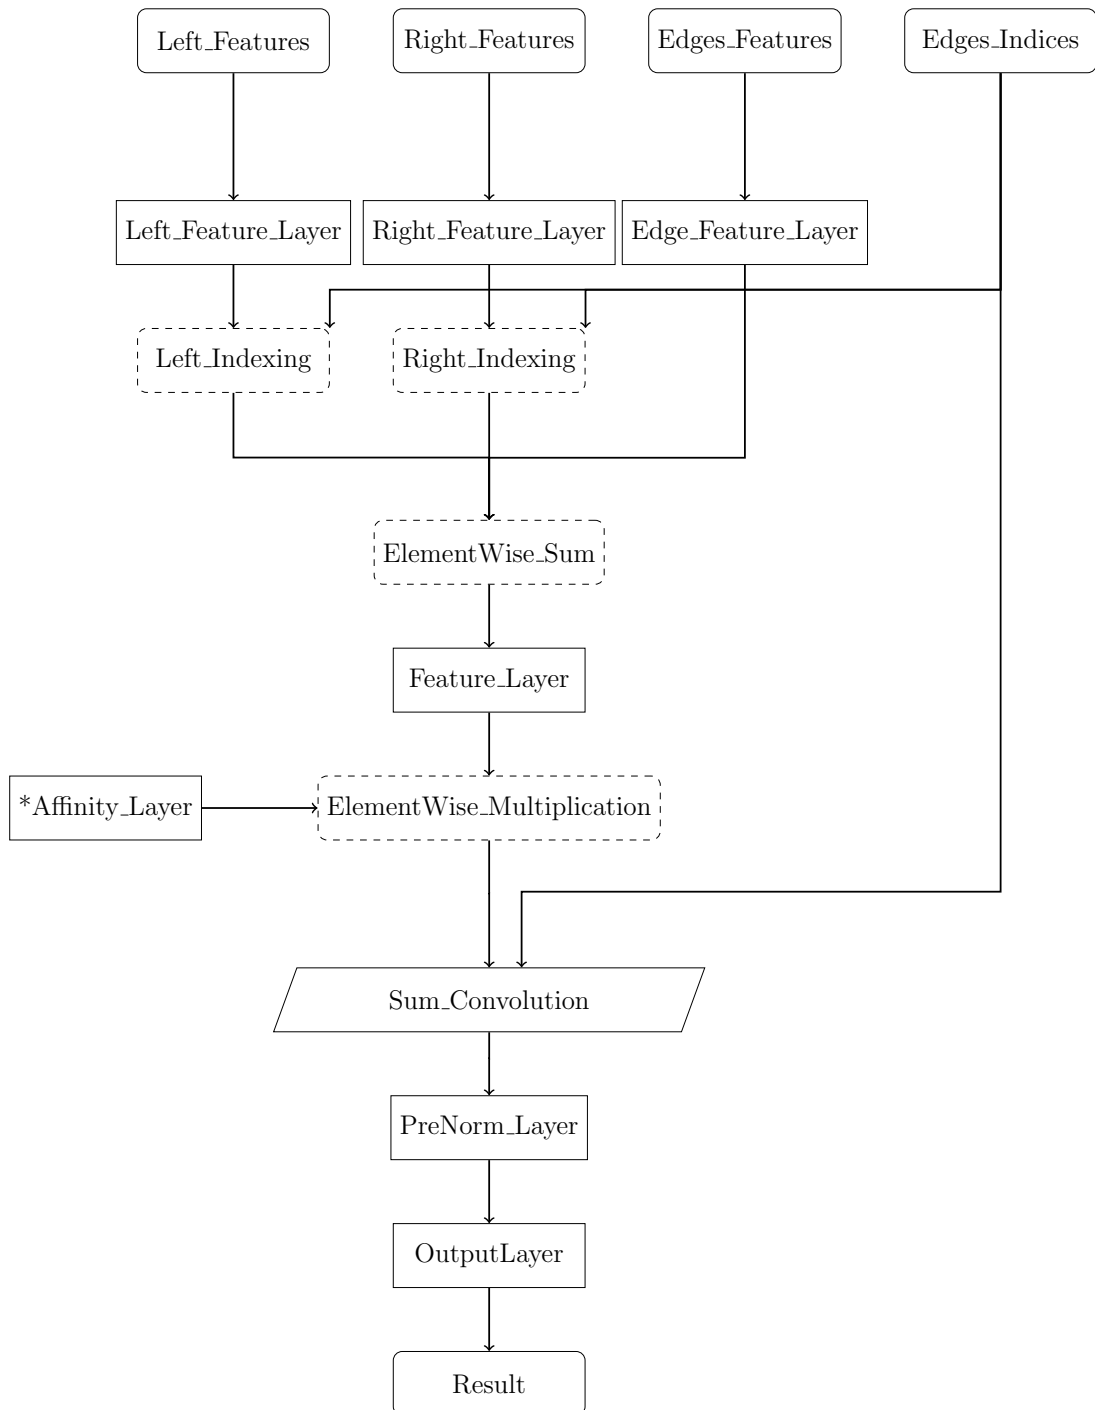 Left_Features
Right_Features
Edges_Features
Edges_Indices
Left_Feature_Layer
Right_Feature_Layer
Edge_Feature_Layer
Left_Indexing
Right_Indexing
ElementWise_Sum
Feature_Layer
*Affinity_Layer
ElementWise_Multiplication
Sum_Convolution
PreNorm_Layer
OutputLayer
Result